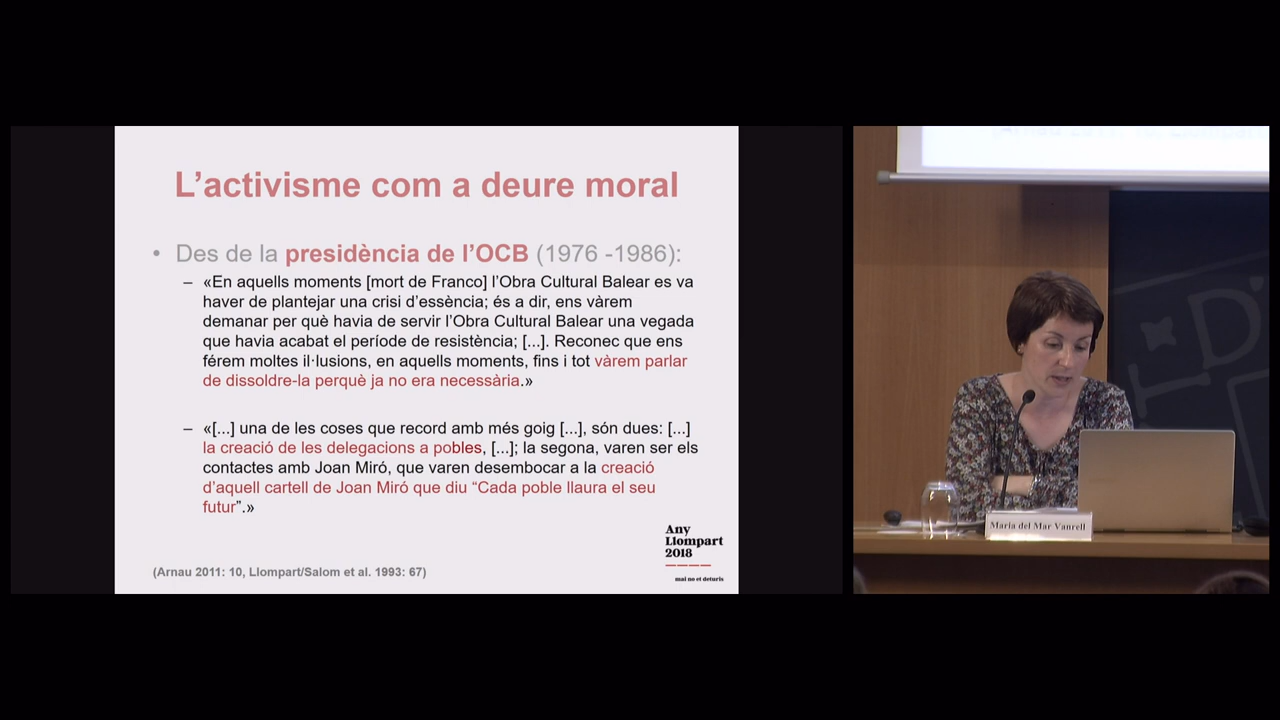 L'activisme com a deure moral
• Des de la presidència de l'OCB (1976 -1986):
– «En aquells moments [mort de Franco] l'Obra Cultural Balear es va
haver de plantejar una crisi d'essència; és a dir, ens vàrem
demanar per què havia de servir l'Obra Cultural Balear una vegada
que havia acabat el període de resistència; [...]. Reconec que ens
férem moltes il·lusions, en aquells moments, fins i tot vàrem parlar
de dissoldre-la perquè ja no era necessària.»
– «[...] una de les coses que record amb més goig [...], són dues: [...]
la creació de les delegacions a pobles, [...]; la segona, varen ser els
contactes amb Joan Miró, que varen desembocar a la creació
d'aquell cartell de Joan Miró que diu “Cada poble llaura el seu
futur”.»
(Arnau 2011: 10, Llompart/Salom et al. 1993: 67)
Any
Llompart
2018
mai no et deturis
Maria del Mar Vanrell